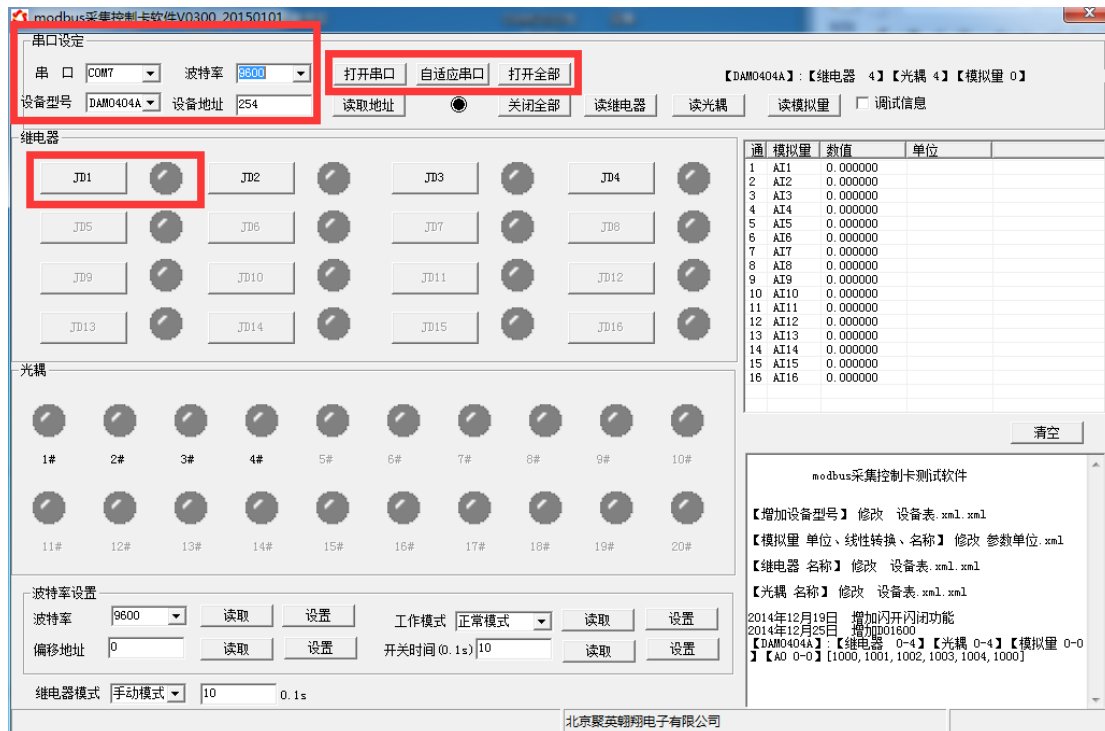 modbus采集控制卡软件V0300_20150101
串口设定
串 口 COM7 波特率 9600 打开串口 自适应串口 打开全部 【DAM0404A】:【继电器 4】【光耦 4】【模拟量 0】
设备型号 DAM0404A 设备地址 254 读取地址 关闭全部 读继电器 读光耦 读模拟量 调试信息
继电器
JD1 JD2 JD3 JD4
JD5 JD6 JD7 JD8
JD9 JD10 JD11 JD12
JD13 JD14 JD15 JD16
通 模拟量 数值 单位
1 AI1 0.000000
2 AI2 0.000000
3 AI3 0.000000
4 AI4 0.000000
5 AI5 0.000000
6 AI6 0.000000
7 AI7 0.000000
8 AI8 0.000000
9 AI9 0.000000
10 AI10 0.000000
11 AI11 0.000000
12 AI12 0.000000
13 AI13 0.000000
14 AI14 0.000000
15 AI15 0.000000
16 AI16 0.000000
光耦
1# 2# 3# 4# 5# 6# 7# 8# 9# 10#
11# 12# 13# 14# 15# 16# 17# 18# 19# 20#
清空
modbus采集控制卡测试软件
【增加设备型号】 修改 设备表.xml.xml
【模拟量 单位、线性转换、名称】 修改 参数单位.xml
【继电器 名称】 修改 设备表.xml.xml
【光耦 名称】 修改 设备表.xml.xml
2014年12月19日 增加闪开闪闭功能
2014年12月25日 增加DO1600
【DAM0404A】:【继电器 0-4】【光耦 0-4】【模拟量 0-0
】【AO 0-0】[1000,1001,1002,1003,1004,1000]
波特率设置
波特率 9600 读取 设置 工作模式 正常模式 读取 设置
偏移地址 0 读取 设置 开关时间(0.1s) 10 读取 设置
继电器模式 手动模式 10 0.1s
北京聚英翱翔电子有限公司